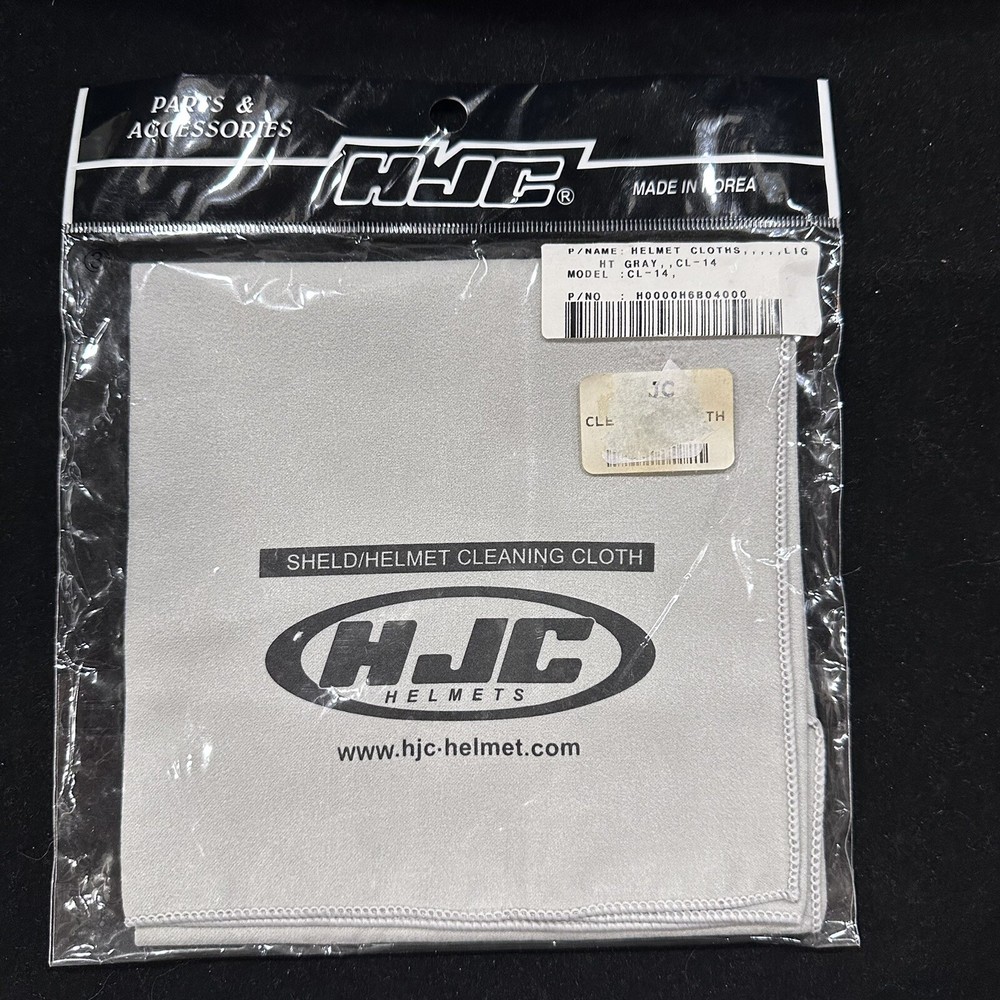 PARTS &
ACCESSORIES
HJC®
MADE IN KOREA
P/NAME: HELMET CLOTHS,,,,,LIG
HT GRAY,,CL-14
MODEL :CL-14,
P/NO : H0000H6B04000
JC
SHELD/HELMET CLEANING CLOTH
HJC
HELMETS
www.hjc-helmet.com